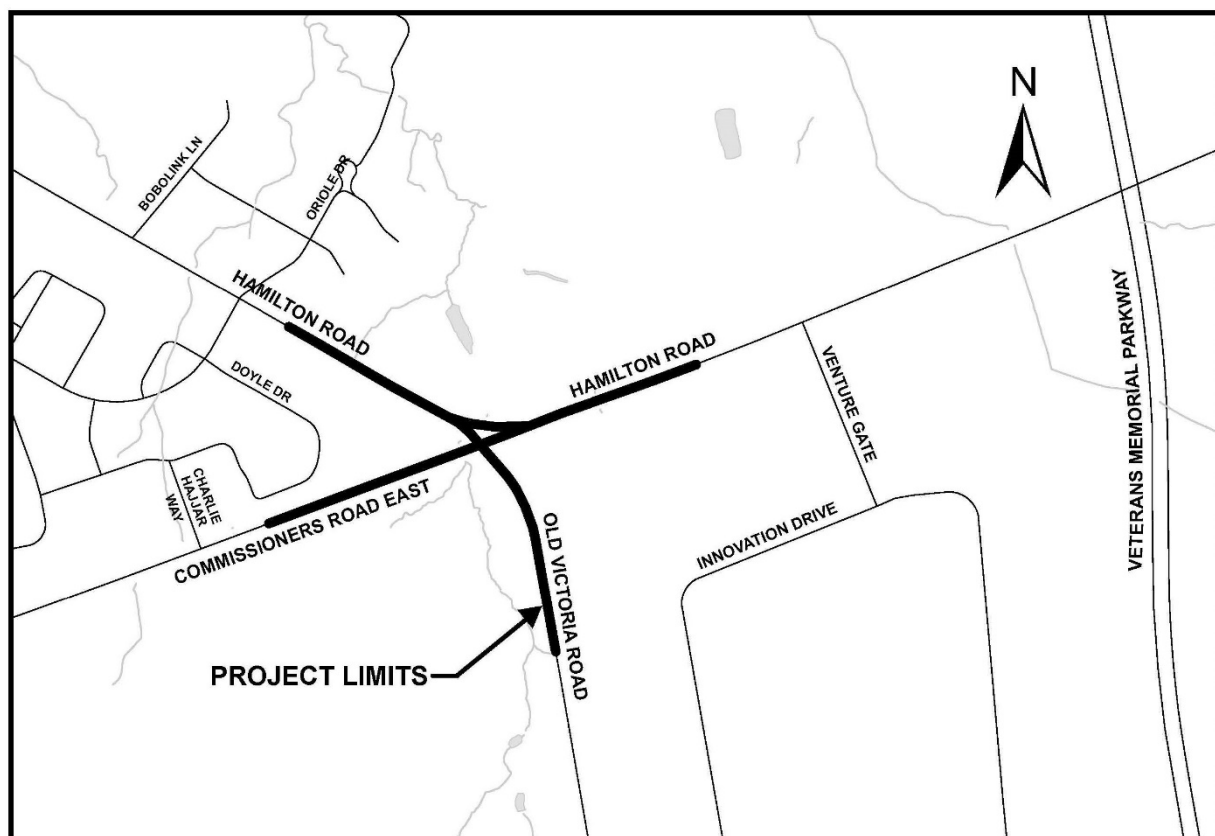 N
BOBOLINK LN
ORIOLE DR
HAMILTON ROAD
HAMILTON ROAD
DOYLE DR
VENTURE GATE
VETERANS MEMORIAL PARKWAY
CHARLIE
HAJJAR
WAY
COMMISSIONERS ROAD EAST
INNOVATION DRIVE
OLD VICTORIA ROAD
PROJECT LIMITS